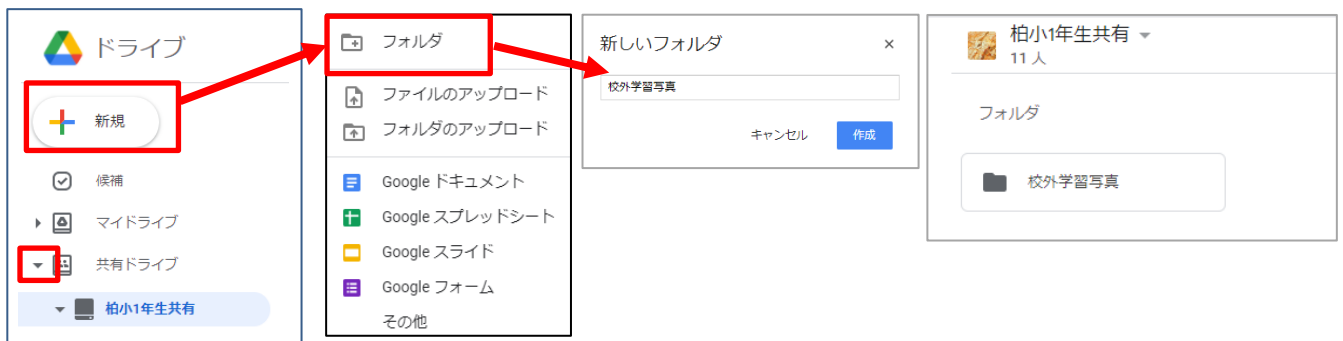 ドライブ
新規
候補
マイドライブ
共有ドライブ
柏小1年生共有
フォルダ
ファイルのアップロード
フォルダのアップロード
Google ドキュメント
Google スプレッドシート
Google スライド
Google フォーム
その他
新しいフォルダ ×
校外学習写真
キャンセル 作成
柏小1年生共有
11 人
フォルダ
校外学習写真